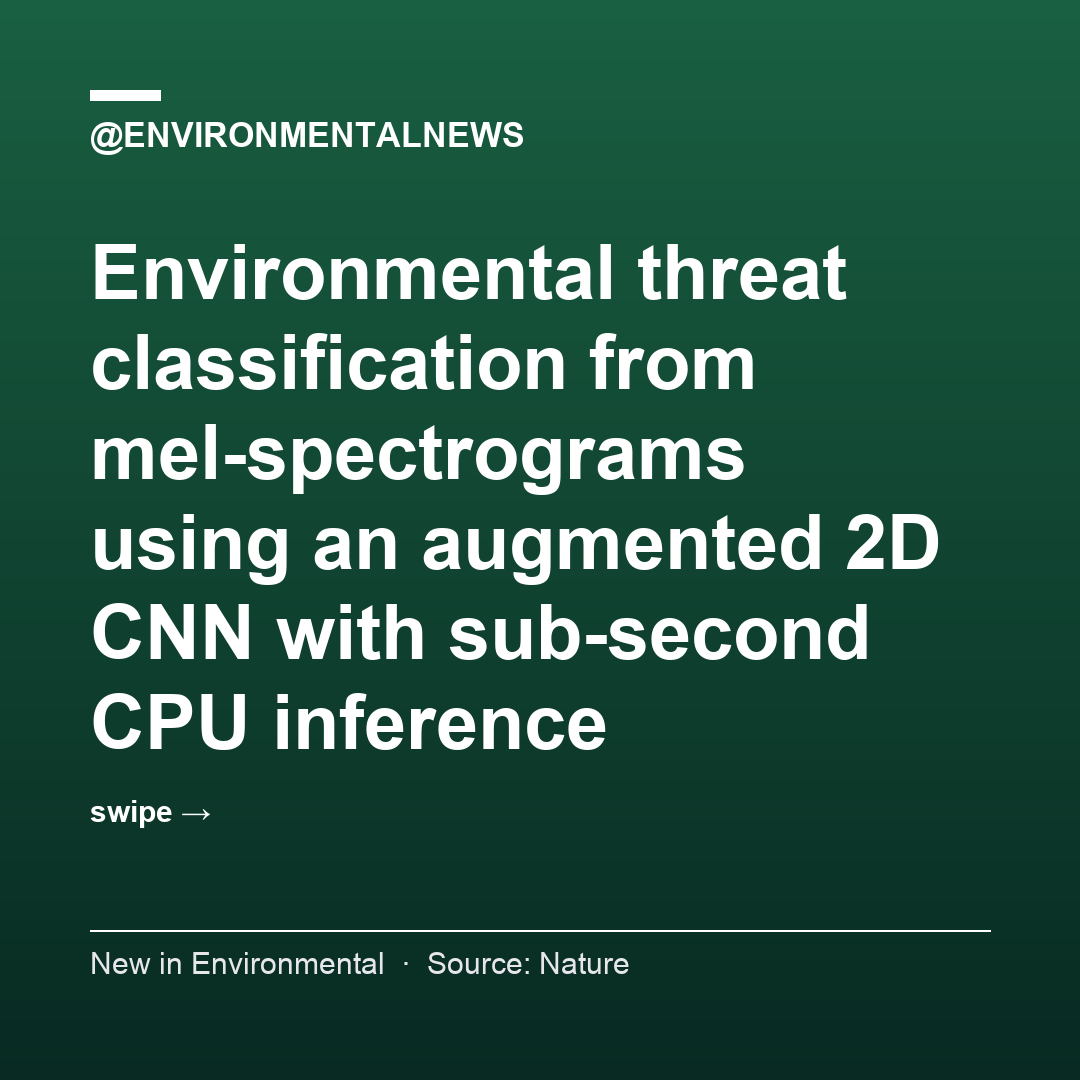 @ENVIRONMENTALNEWS
Environmental threat
classification from
mel-spectrograms
using an augmented 2D
CNN with sub-second
CPU inference
swipe →
New in Environmental · Source: Nature